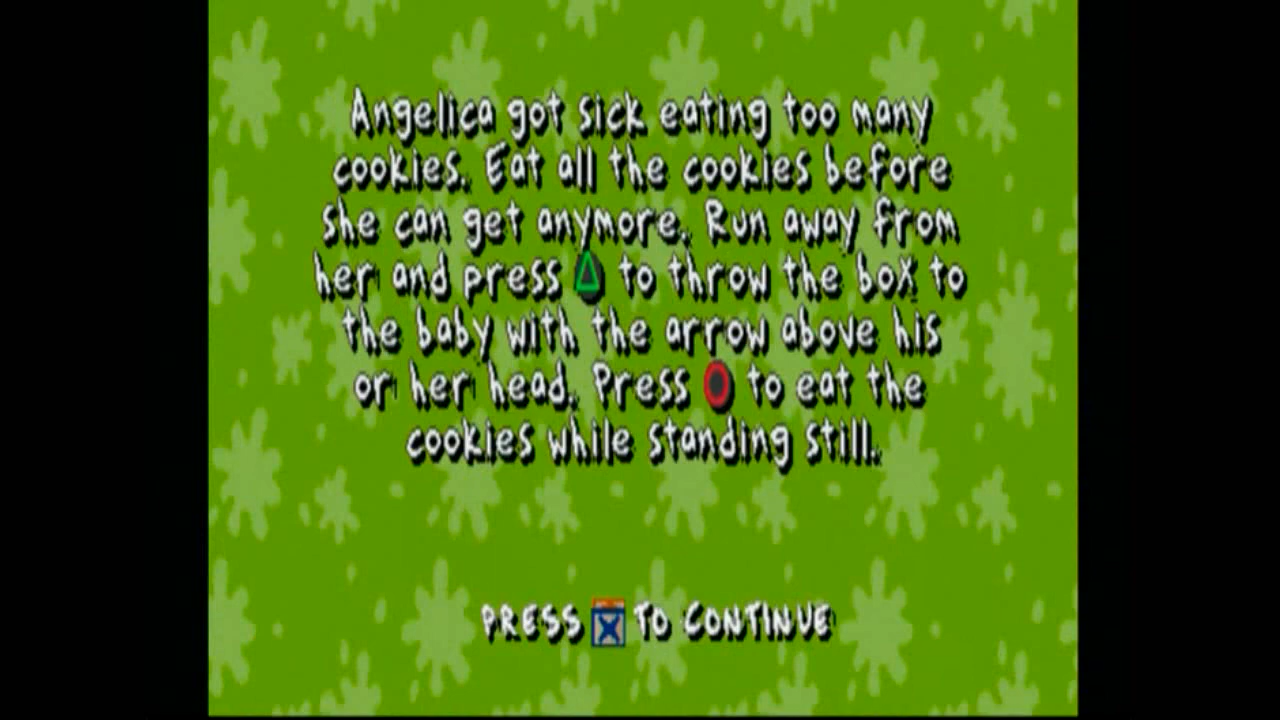 Angelica got sick eating too many
cookies. Eat all the cookies before
she can get anymore. Run away from
her and press △ to throw the box to
the baby with the arrow above his
or her head. Press ○ to eat the
cookies while standing still.
PRESS X TO CONTINUE